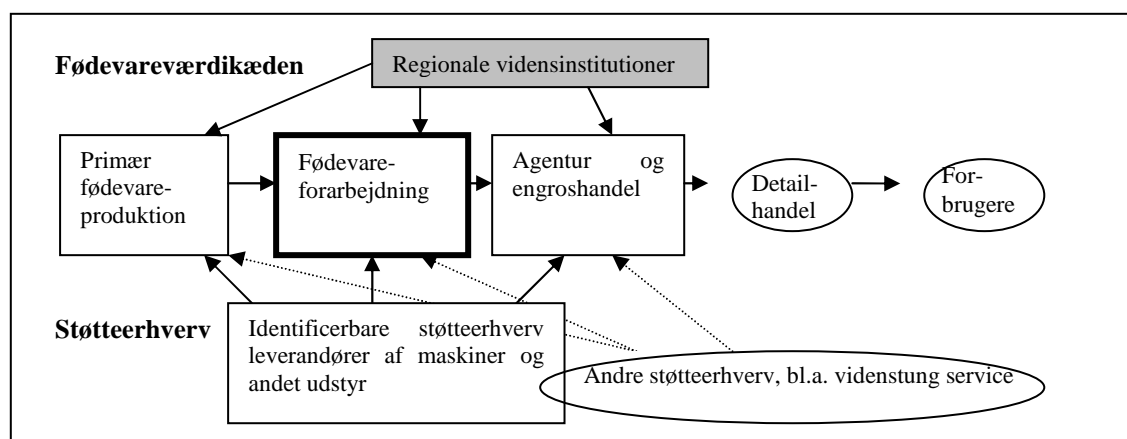 Fødevareværdikæden
Regionale vidensinstitutioner
Primær
fødevare-
produktion
Fødevare-
forarbejdning
Agentur og
engroshandel
Detail-
handel
For-
brugere
Støtteerhverv
Identificerbare støtteerhverv
leverandører af maskiner og
andet udstyr
Andre støtteerhverv, bl.a. videnstung service